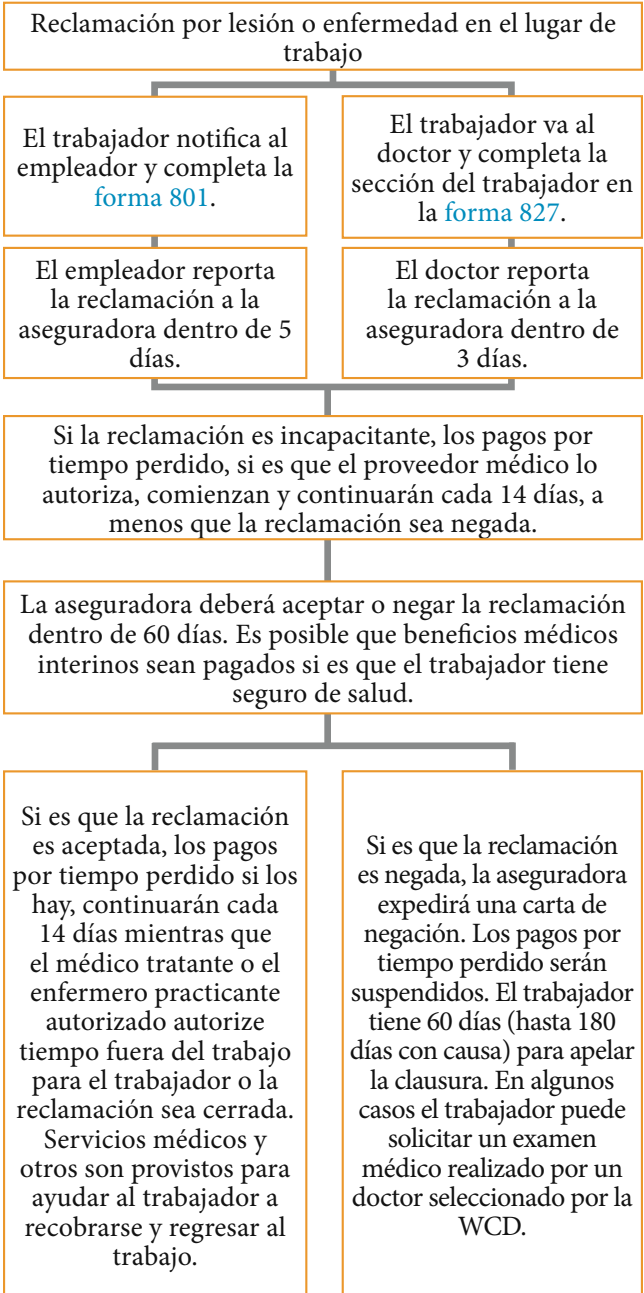 Reclamación por lesión o enfermedad en el lugar de
trabajo
El trabajador notifica al
empleador y completa la
forma 801.
El trabajador va al
doctor y completa la
sección del trabajador en
la forma 827.
El empleador reporta
la reclamación a la
aseguradora dentro de 5
días.
El doctor reporta
la reclamación a la
aseguradora dentro de
3 días.
Si la reclamación es incapacitante, los pagos por
tiempo perdido, si es que el proveedor médico lo
autoriza, comienzan y continuarán cada 14 días, a
menos que la reclamación sea negada.
La aseguradora deberá aceptar o negar la reclamación
dentro de 60 días. Es posible que beneficios médicos
interinos sean pagados si es que el trabajador tiene
seguro de salud.
Si es que la reclamación
es aceptada, los pagos
por tiempo perdido si los
hay, continuarán cada
14 días mientras que
el médico tratante o el
enfermero practicante
autorizado autorize
tiempo fuera del trabajo
para el trabajador o la
reclamación sea cerrada.
Servicios médicos y
otros son provistos para
ayudar al trabajador a
recobrarse y regresar al
trabajo.
Si es que la reclamación
es negada, la aseguradora
expedirá una carta de
negación. Los pagos por
tiempo perdido serán
suspendidos. El trabajador
tiene 60 días (hasta 180
días con causa) para apelar
la clausura. En algunos
casos el trabajador puede
solicitar un examen
médico realizado por un
doctor seleccionado por la
WCD.